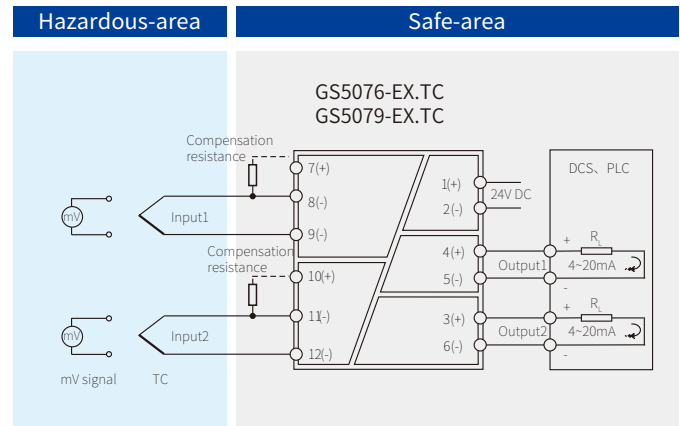 Hazardous-area
Safe-area
GS5076-EX.TC
GS5079-EX.TC
Compensation
resistance
7(+)
8(-)
9(-)
mV
Input1
1(+)
2(-)
24V DC
DCS、PLC
4(+)
5(-)
Output1
+ RL
4~20mA
-
Compensation
resistance
10(+)
11(-)
12(-)
mV
Input2
3(+)
6(-)
Output2
+ RL
4~20mA
-
mV signal
TC